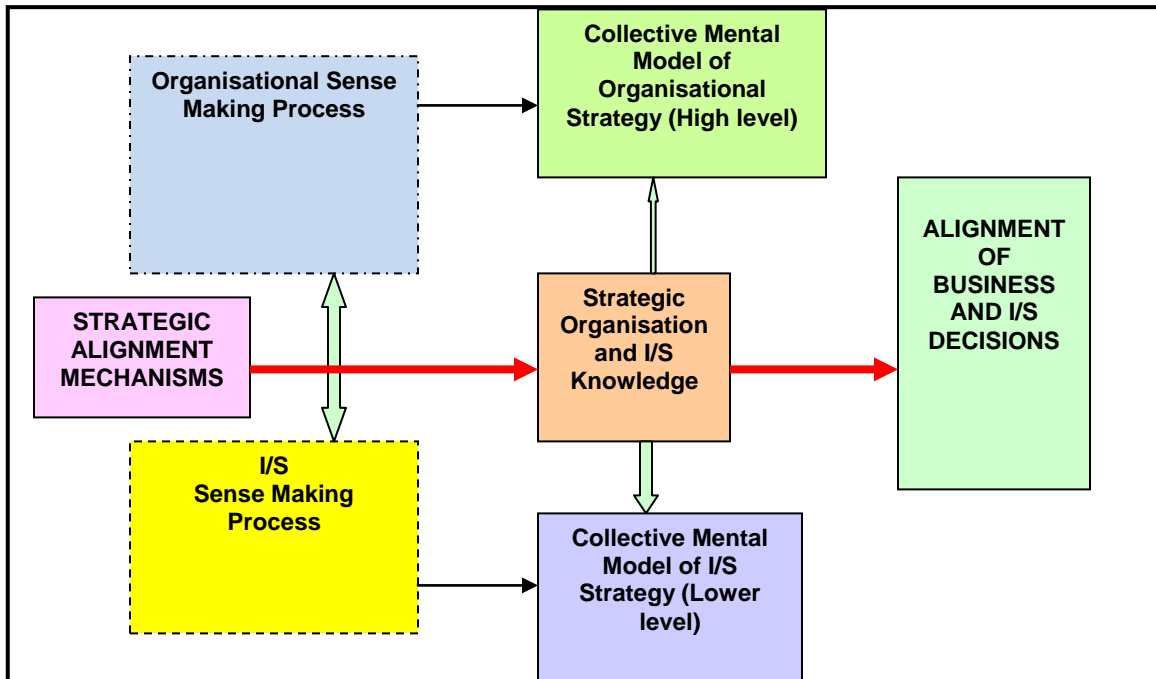 Organisational Sense
Making Process
Collective Mental
Model of
Organisational
Strategy (High level)
STRATEGIC
ALIGNMENT
MECHANISMS
Strategic
Organisation
and I/S
Knowledge
ALIGNMENT
OF
BUSINESS
AND I/S
DECISIONS
I/S
Sense Making
Process
Collective Mental
Model of I/S
Strategy (Lower
level)